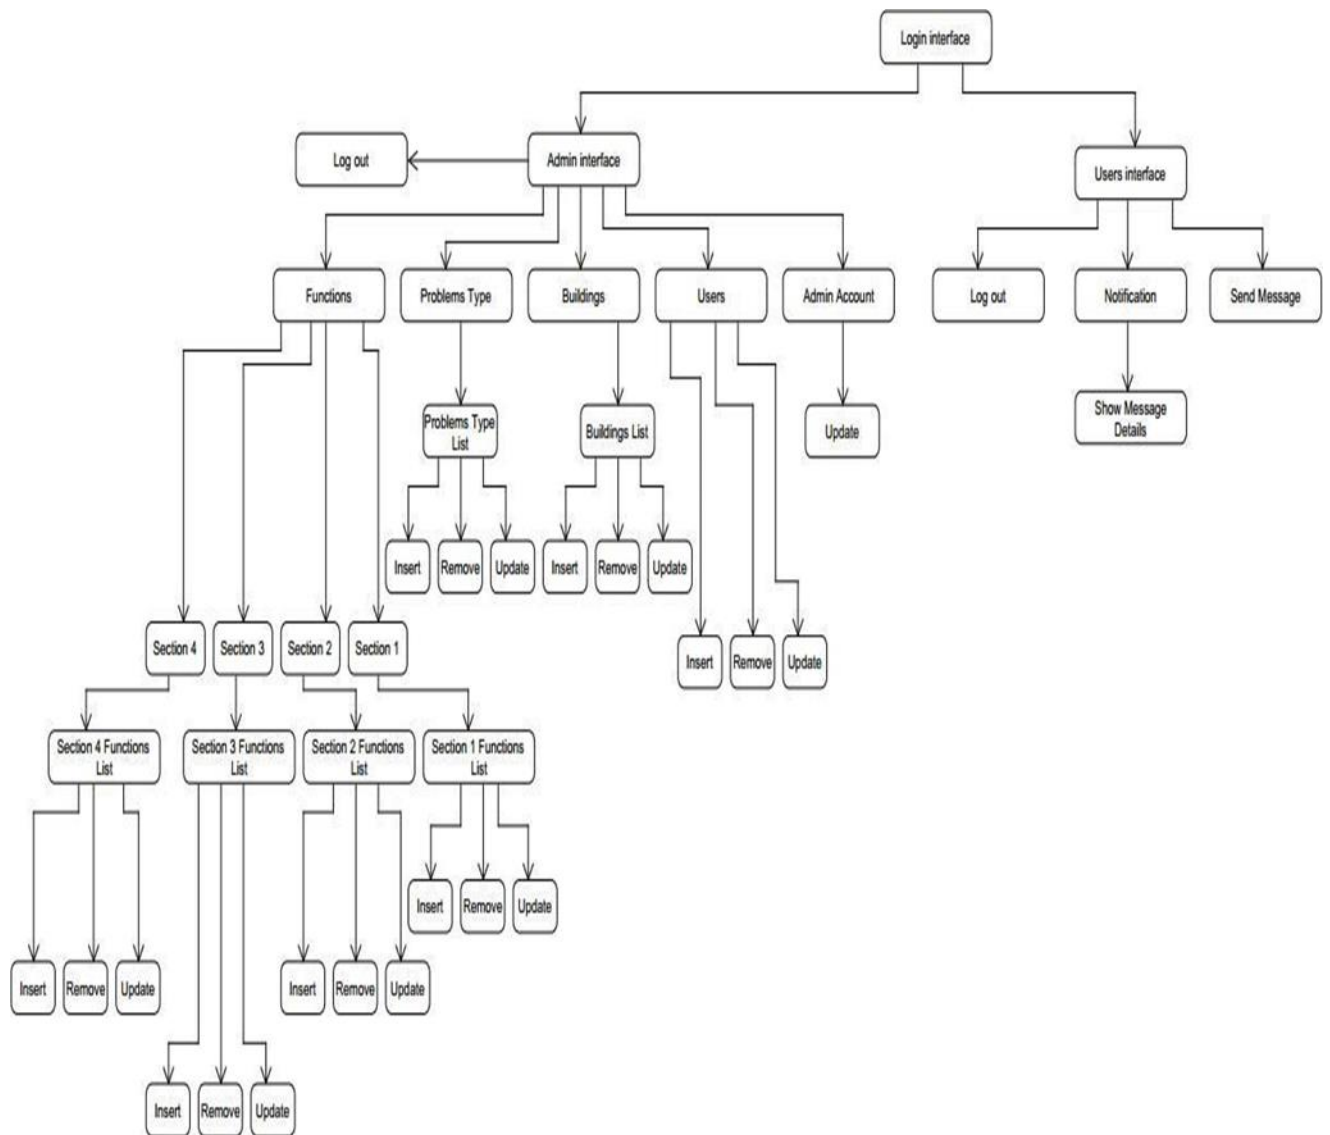 Login interface
Log out
Admin interface
Users interface
Functions
Problems Type
Buildings
Users
Admin Account
Log out
Notification
Send Message
Problems Type
List
Buildings List
Update
Show Message
Details
Insert
Remove
Update
Insert
Remove
Update
Section 4
Section 3
Section 2
Section 1
Insert
Remove
Update
Section 4 Functions
List
Section 3 Functions
List
Section 2 Functions
List
Section 1 Functions
List
Insert
Remove
Update
Insert
Remove
Update
Insert
Remove
Update
Insert
Remove
Update